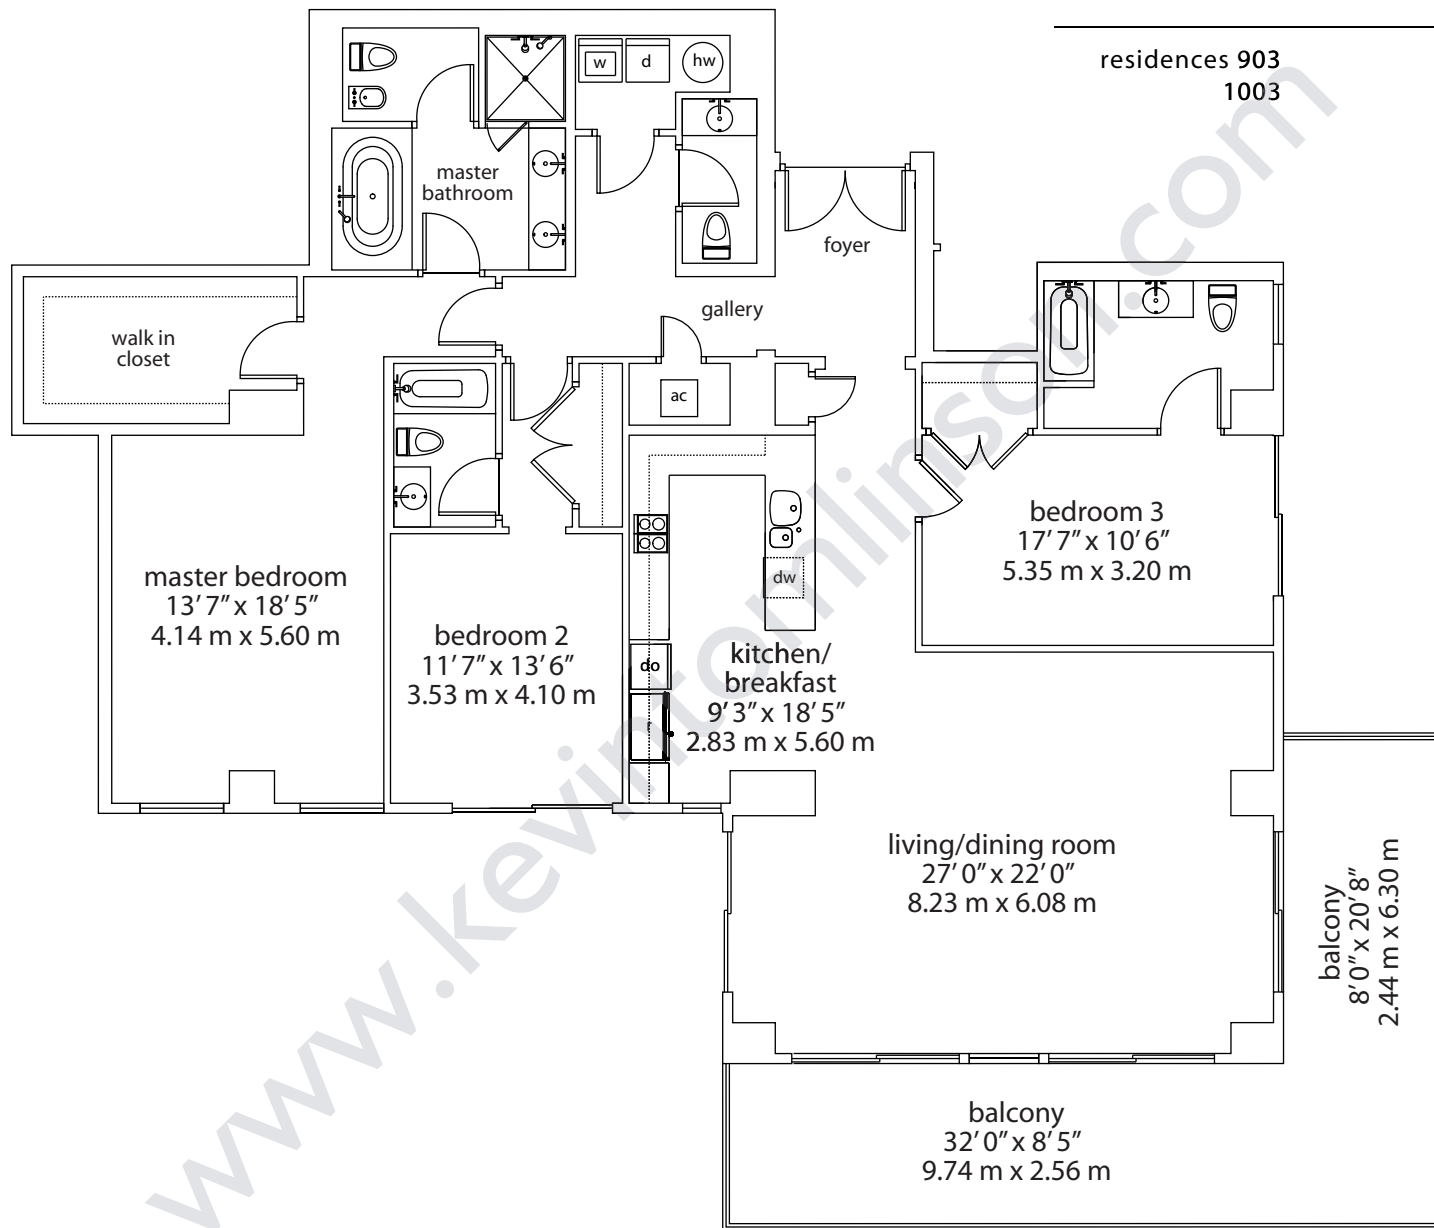 residences 903
1003
w
d
hw
master
bathroom
foyer
gallery
walk in
closet
ac
bedroom 3
17'7" x 10'6"
5.35 m x 3.20 m
master bedroom
13'7" x 18'5"
4.14 m x 5.60 m
dw
bedroom 2
11'7" x 13'6"
3.53 m x 4.10 m
do
r
kitchen/
breakfast
9'3" x 18'5"
2.83 m x 5.60 m
living/dining room
27'0" x 22'0"
8.23 m x 6.08 m
balcony
8'0" x 20'8"
2.44 m x 6.30 m
balcony
32'0" x 8'5"
9.74 m x 2.56 m
www.kevintomlinson.com